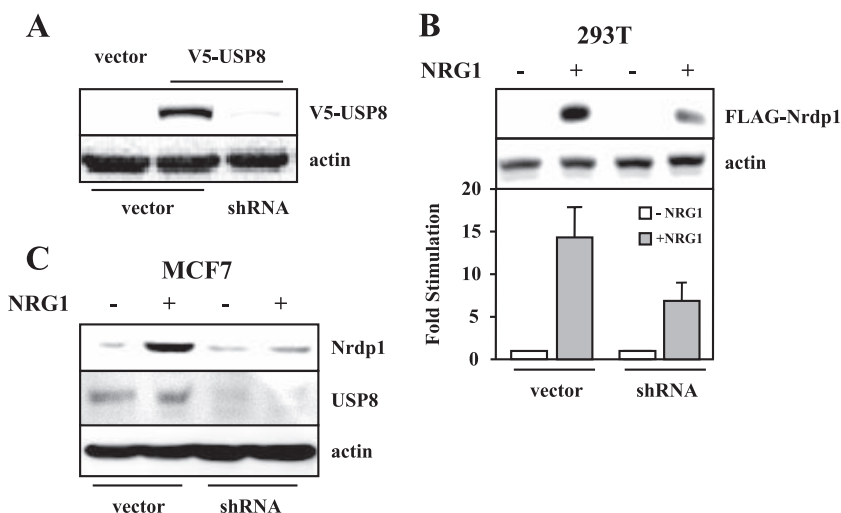 A
vector V5-USP8
V5-USP8
actin
vector shRNA
B
293T
NRG1 - + - +
FLAG-Nrdp1
actin
Fold Stimulation
20
15
10
5
0
- NRG1
+NRG1
vector shRNA
C
MCF7
NRG1 - + - +
Nrdp1
USP8
actin
vector shRNA